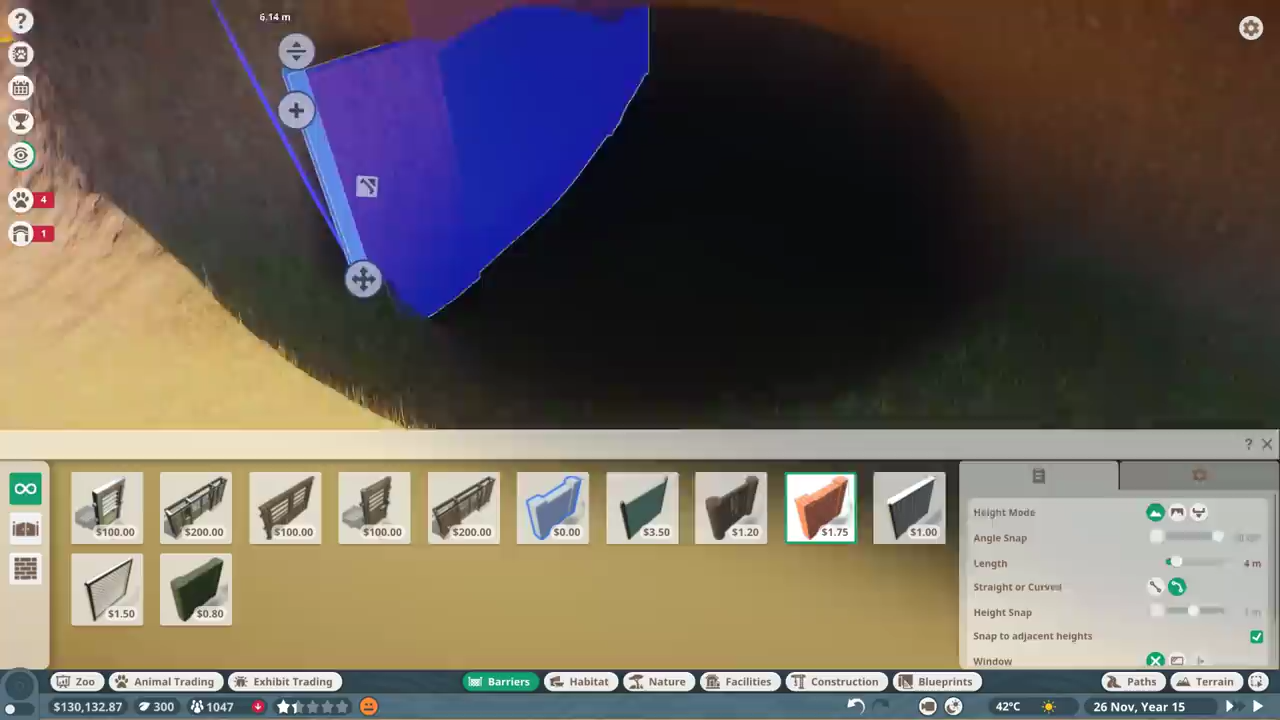 6.14 m
4
1
$100.00
$200.00
$100.00
$100.00
$200.00
$0.00
$3.50
$1.20
$1.75
$1.00
$1.50
$0.80
Height Mode
Angle Snap
Length 4 m
Straight or Curved
Height Snap 1 m
Snap to adjacent heights
Window
Zoo Animal Trading Exhibit Trading Barriers Habitat Nature Facilities Construction Blueprints Paths Terrain
$130,132.87 300 1047 42°C 26 Nov, Year 15